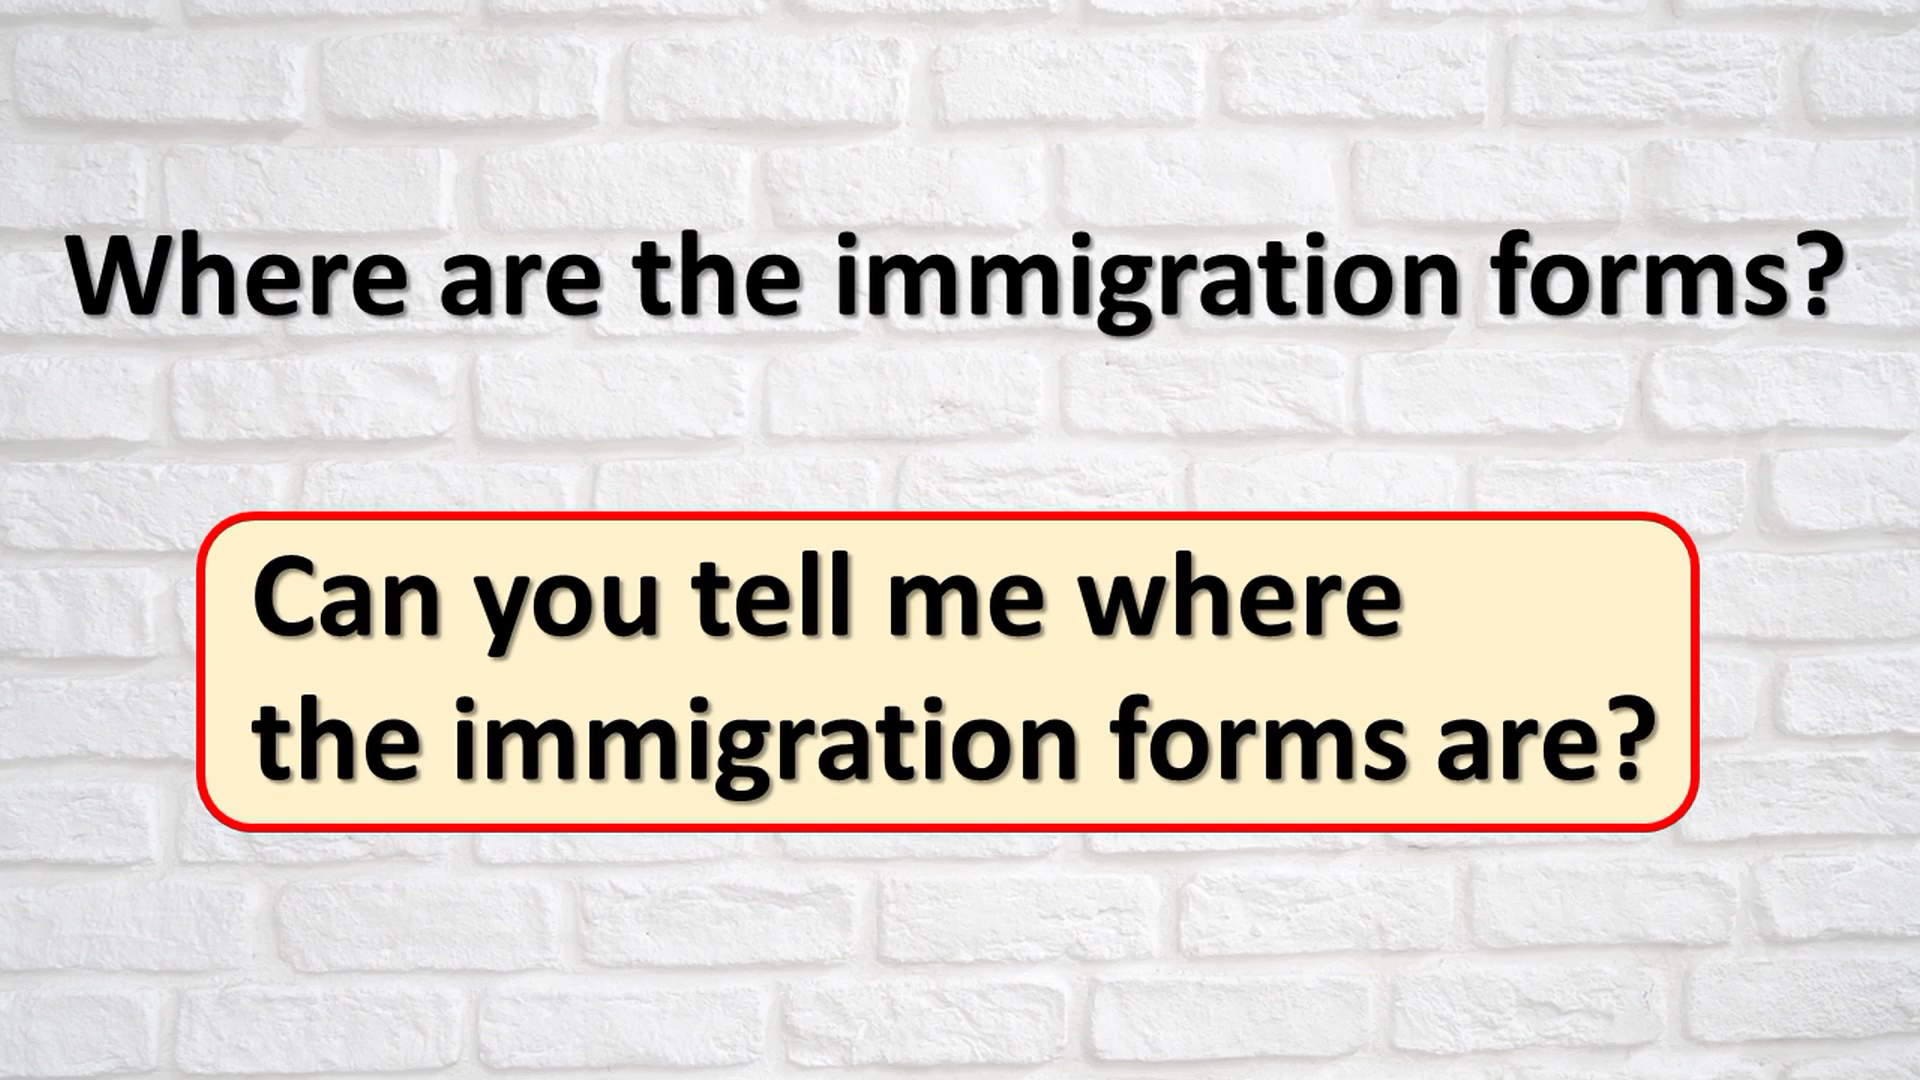 Where are the immigration forms?
Can you tell me where
the immigration forms are?